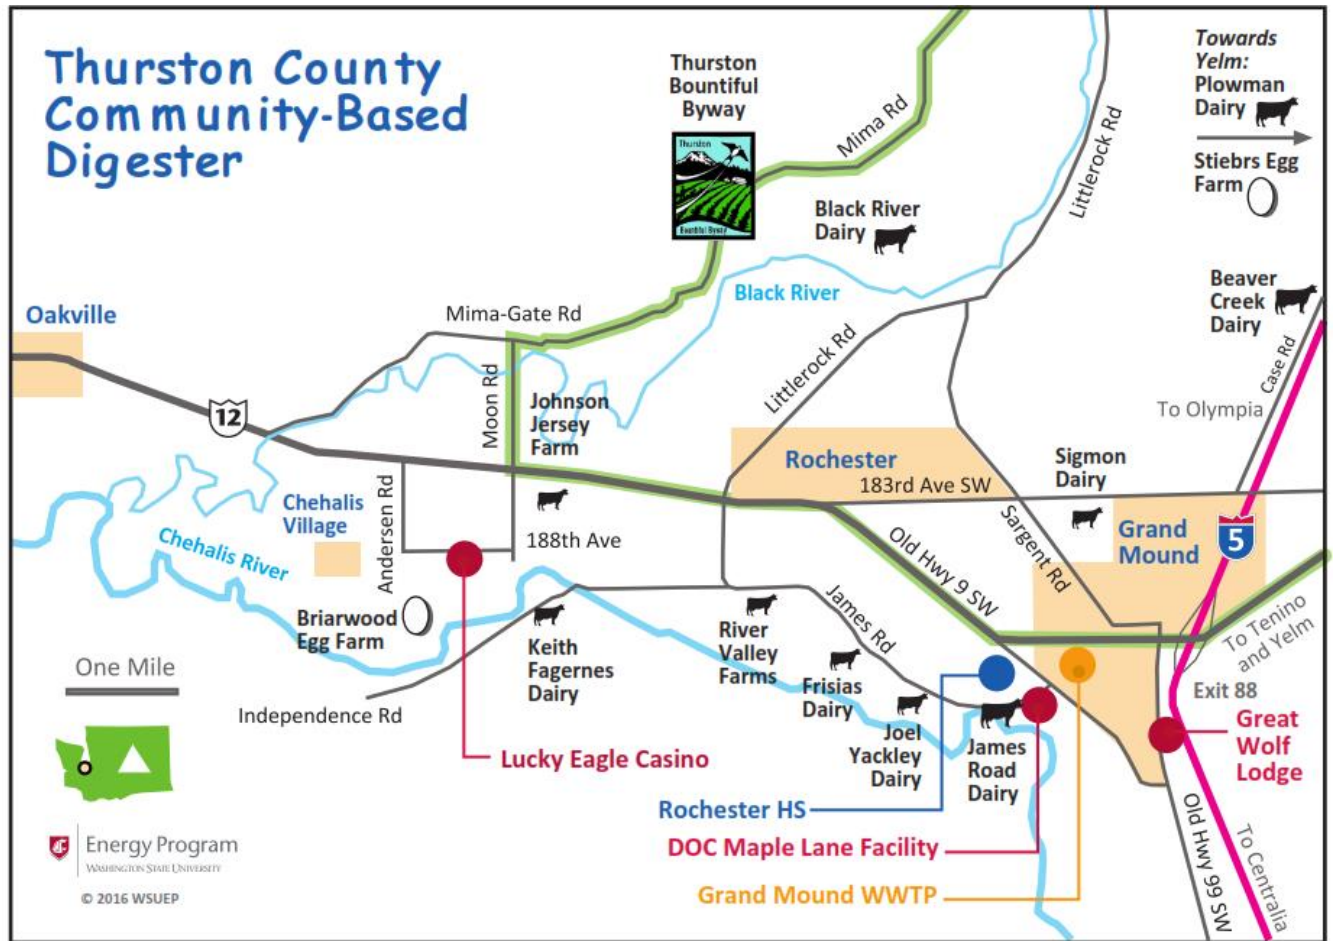 Thurston County
Community-Based
Digester
Thurston
Bountiful
Byway
Thurston
Bountiful Byway
Mima Rd
Littlerock Rd
Towards
Yelm:
Plowman
Dairy
Stiebrs Egg
Farm
Black River
Dairy
Black River
Beaver
Creek
Dairy
Oakville
Mima-Gate Rd
12
Moon Rd
Johnson
Jersey
Farm
Littlerock Rd
Case Rd
To Olympia
Rochester
183rd Ave SW
Sigmon
Dairy
Chehalis
Village
Andersen Rd
188th Ave
Chehalis River
Old Hwy 9 SW
Sargent Rd
Grand
Mound
5
Briarwood
Egg Farm
Keith
Fagernes
Dairy
River
Valley
Farms
James Rd
Frisias
Dairy
Joel
Yackley
Dairy
James
Road
Dairy
To Tenino
and Yelm
Exit 88
Great
Wolf
Lodge
One Mile
Independence Rd
Lucky Eagle Casino
Rochester HS
DOC Maple Lane Facility
Grand Mound WWTP
Old Hwy 99 SW
To Centralia
Energy Program
WASHINGTON STATE UNIVERSITY
© 2016 WSUEP